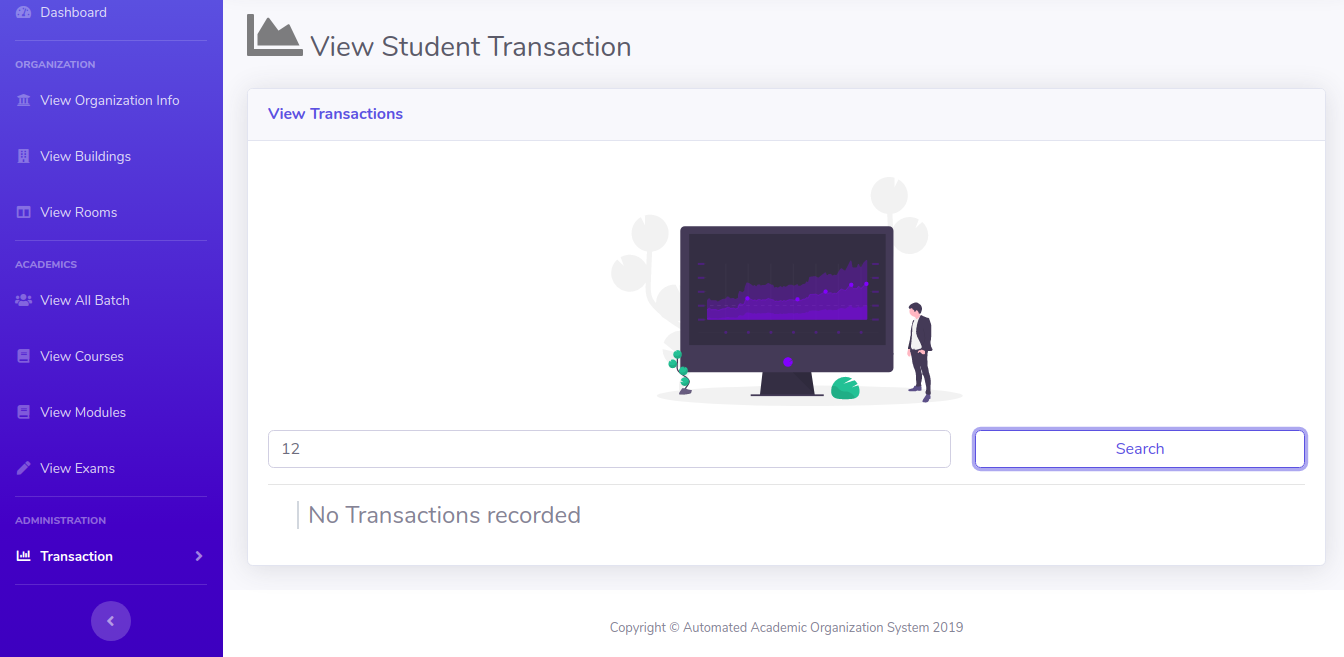 Dashboard
ORGANIZATION
View Organization Info
View Buildings
View Rooms
ACADEMICS
View All Batch
View Courses
View Modules
View Exams
ADMINISTRATION
Transaction
View Student Transaction
View Transactions
12
Search
No Transactions recorded
Copyright © Automated Academic Organization System 2019